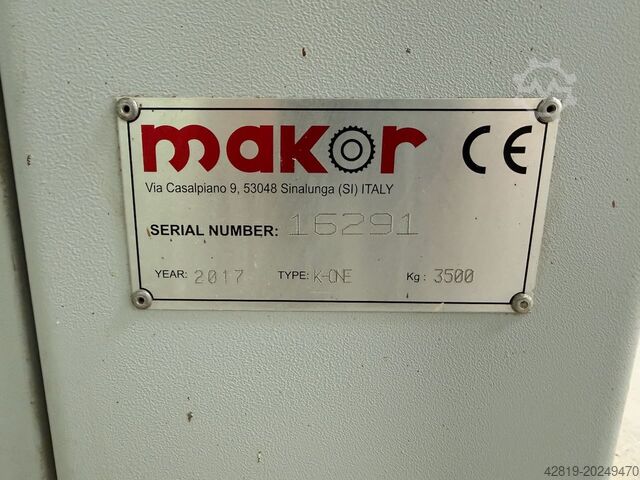 makor CE
Via Casalpiano 9, 53048 Sinalunga (SI) ITALY
SERIAL NUMBER: 16291
YEAR: 2017 TYPE: K-ONE Kg: 3500
42819-20249470